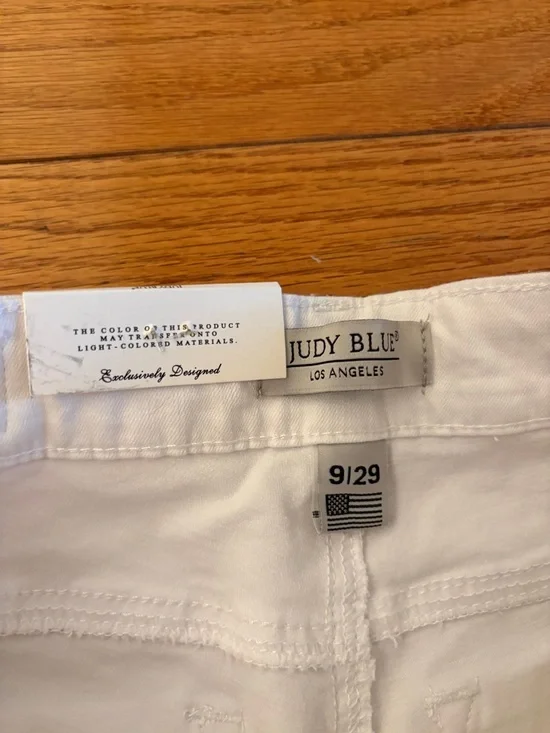 THE COLOR OF THIS PRODUCT
MAY TRANSFER ONTO
LIGHT-COLORED MATERIALS.
Exclusively Designed
JUDY BLUE®
LOS ANGELES
9/29